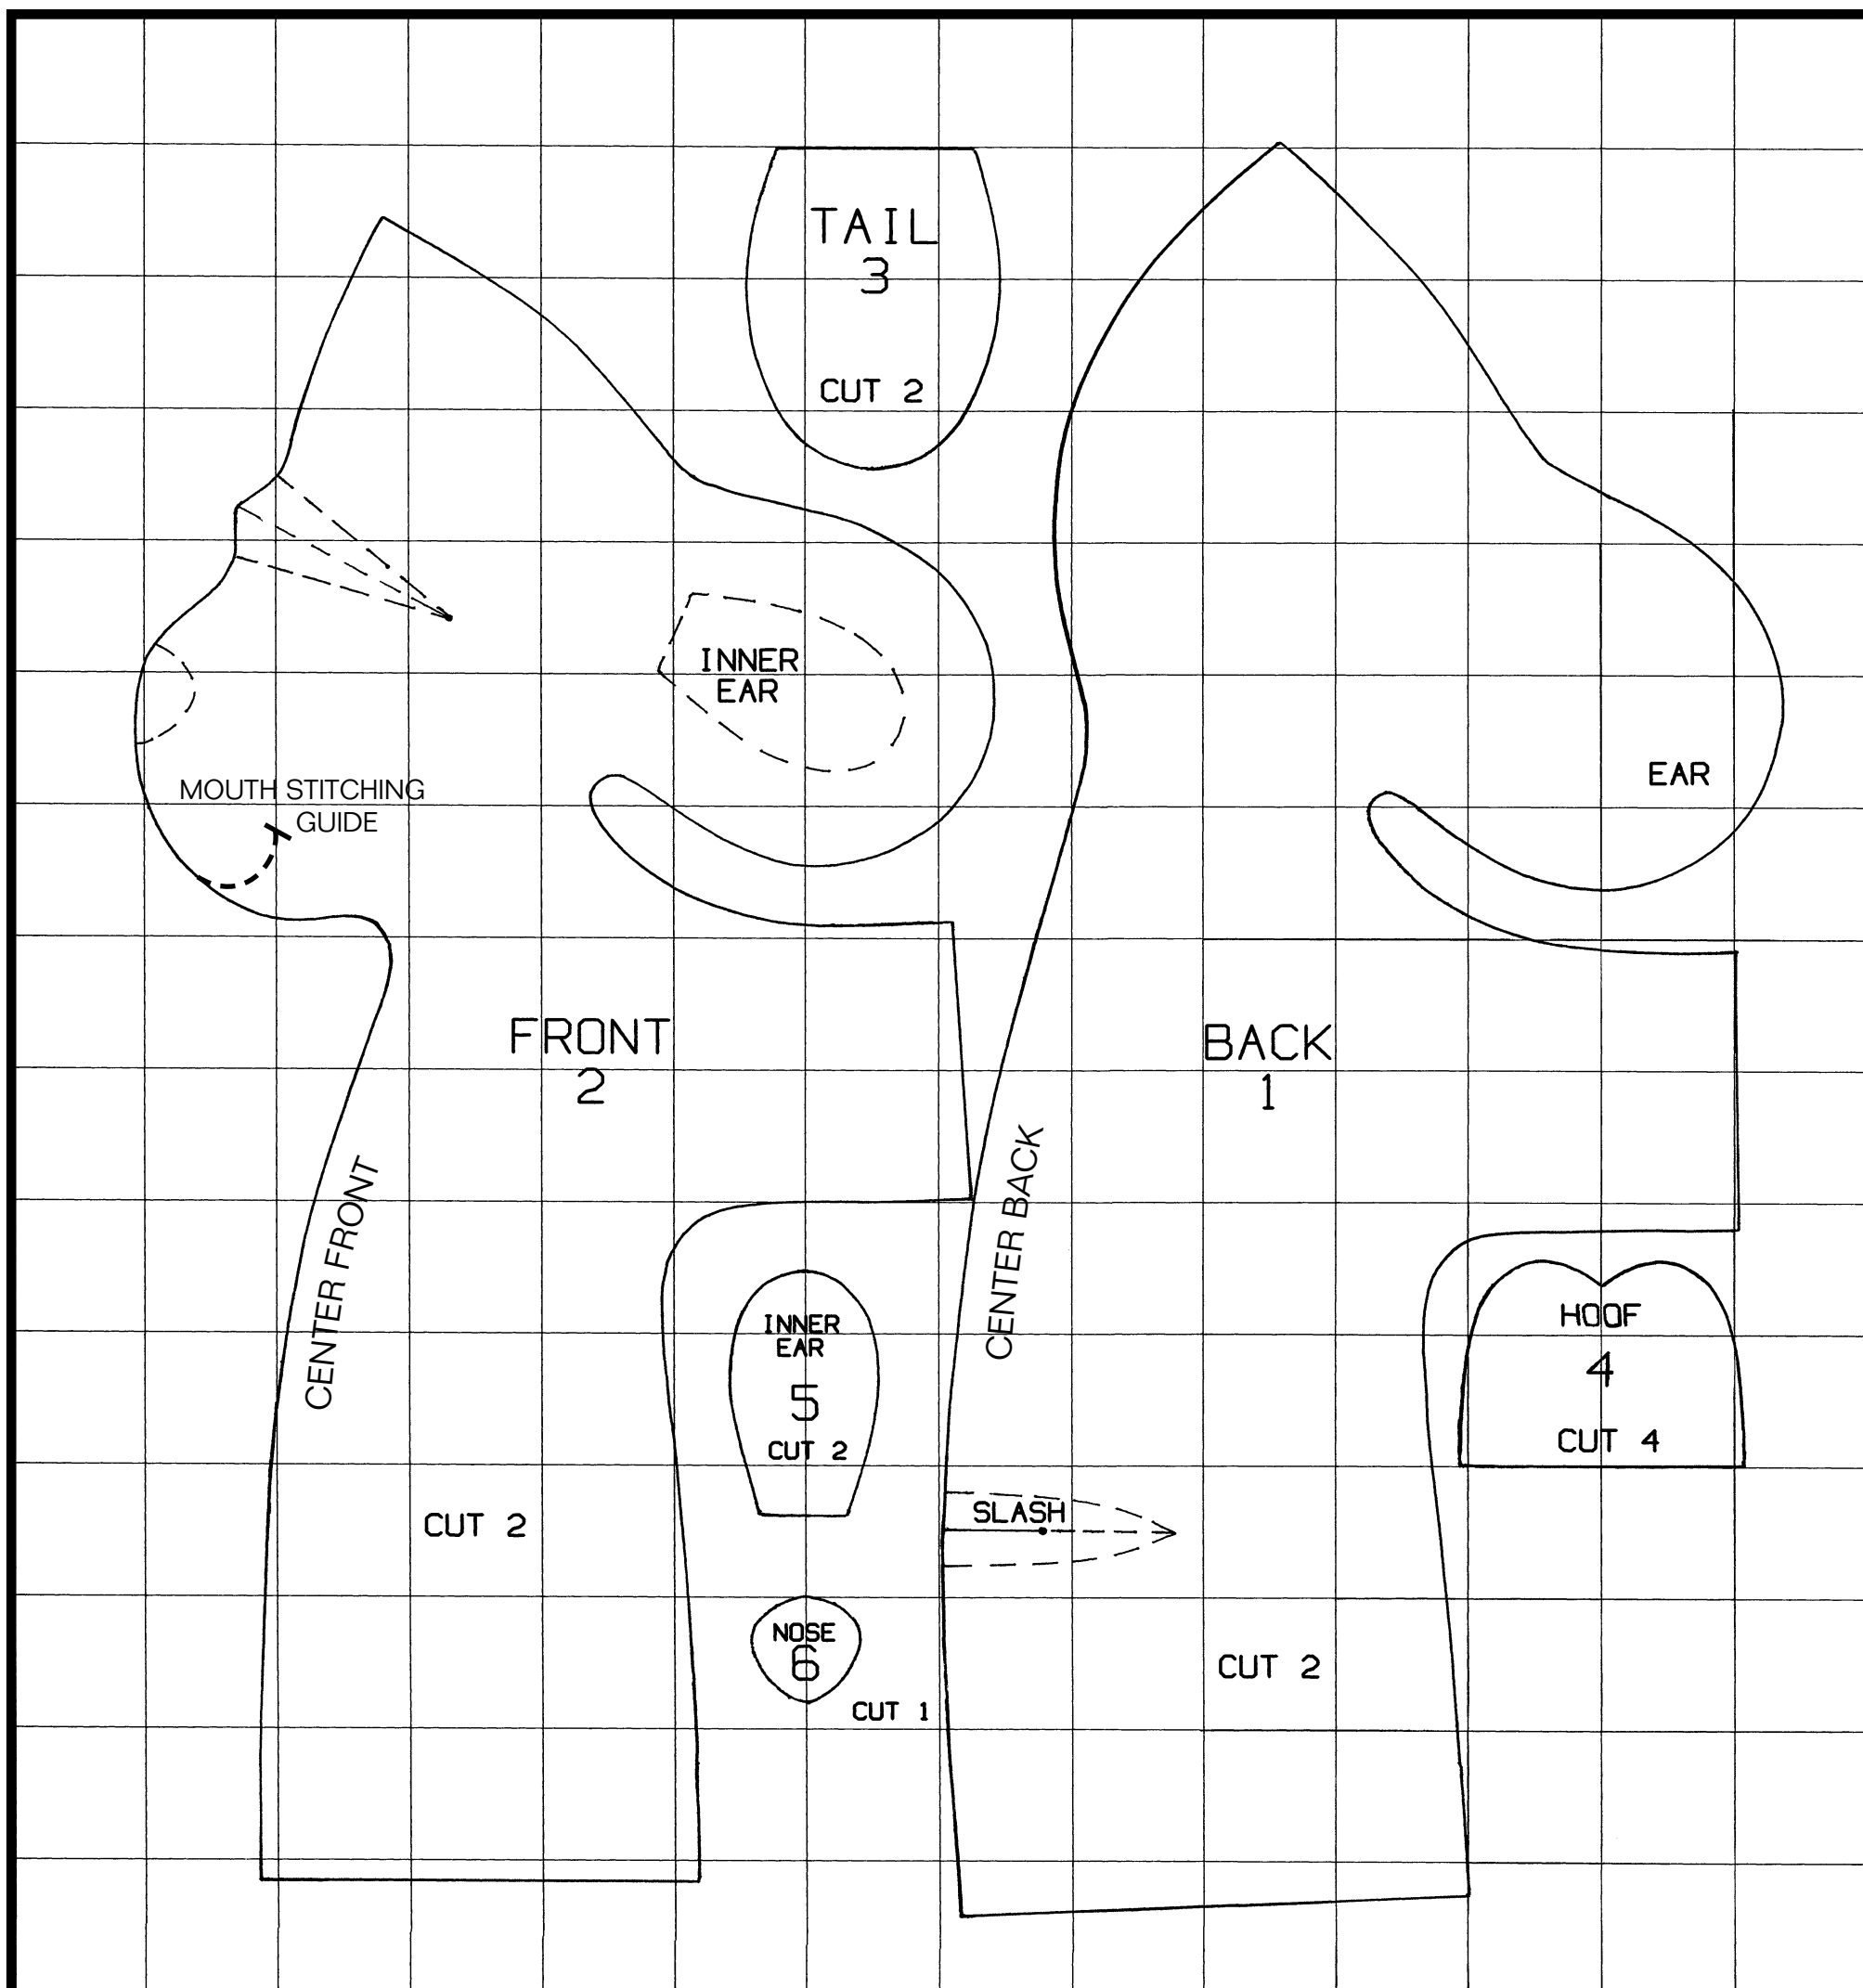 TAIL
3
CUT 2
INNER
EAR
MOUTH STITCHING
GUIDE
EAR
FRONT
2
BACK
1
CENTER FRONT
CENTER BACK
INNER
EAR
5
CUT 2
HOOF
4
CUT 4
CUT 2
SLASH
NOSE
6
CUT 1
CUT 2